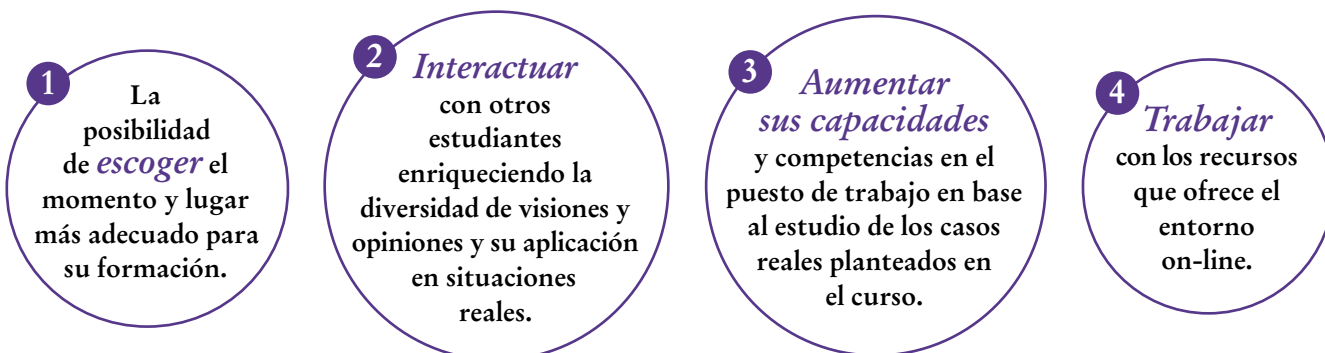 1
La
posibilidad
de escoger el
momento y lugar
más adecuado para
su formación.
2
Interactuar
con otros
estudiantes
enriqueciendo la
diversidad de visiones y
opiniones y su aplicación
en situaciones
reales.
3
Aumentar
sus capacidades
y competencias en el
puesto de trabajo en base
al estudio de los casos
reales planteados en
el curso.
4
Trabajar
con los recursos
que ofrece el
entorno
on-line.